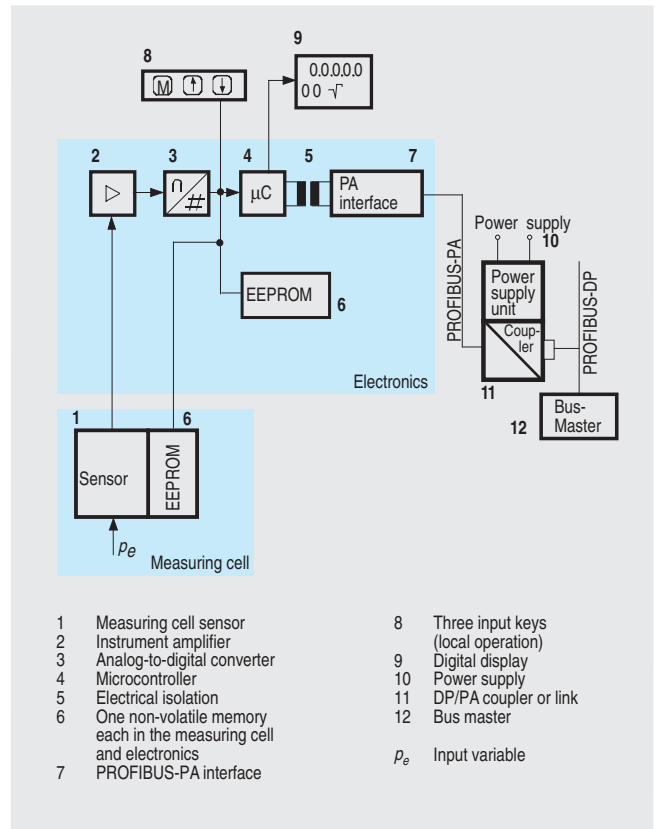 9
8
0.0.0.0.0
M ↑ ↓
0 0 √
2 3 4 5 7
▷
∩ / #
µC
PA
interface
Power supply
10
EEPROM
6
PROFIBUS-PA
Power
supply
unit
PROFIBUS-DP
Coup-
ler
Electronics
11
1 6
Bus-
Master
12
Sensor
EEPROM
pe
Measuring cell
1 Measuring cell sensor
2 Instrument amplifier
3 Analog-to-digital converter
4 Microcontroller
5 Electrical isolation
6 One non-volatile memory
each in the measuring cell
and electronics
7 PROFIBUS-PA interface
8 Three input keys
(local operation)
9 Digital display
10 Power supply
11 DP/PA coupler or link
12 Bus master
pe Input variable